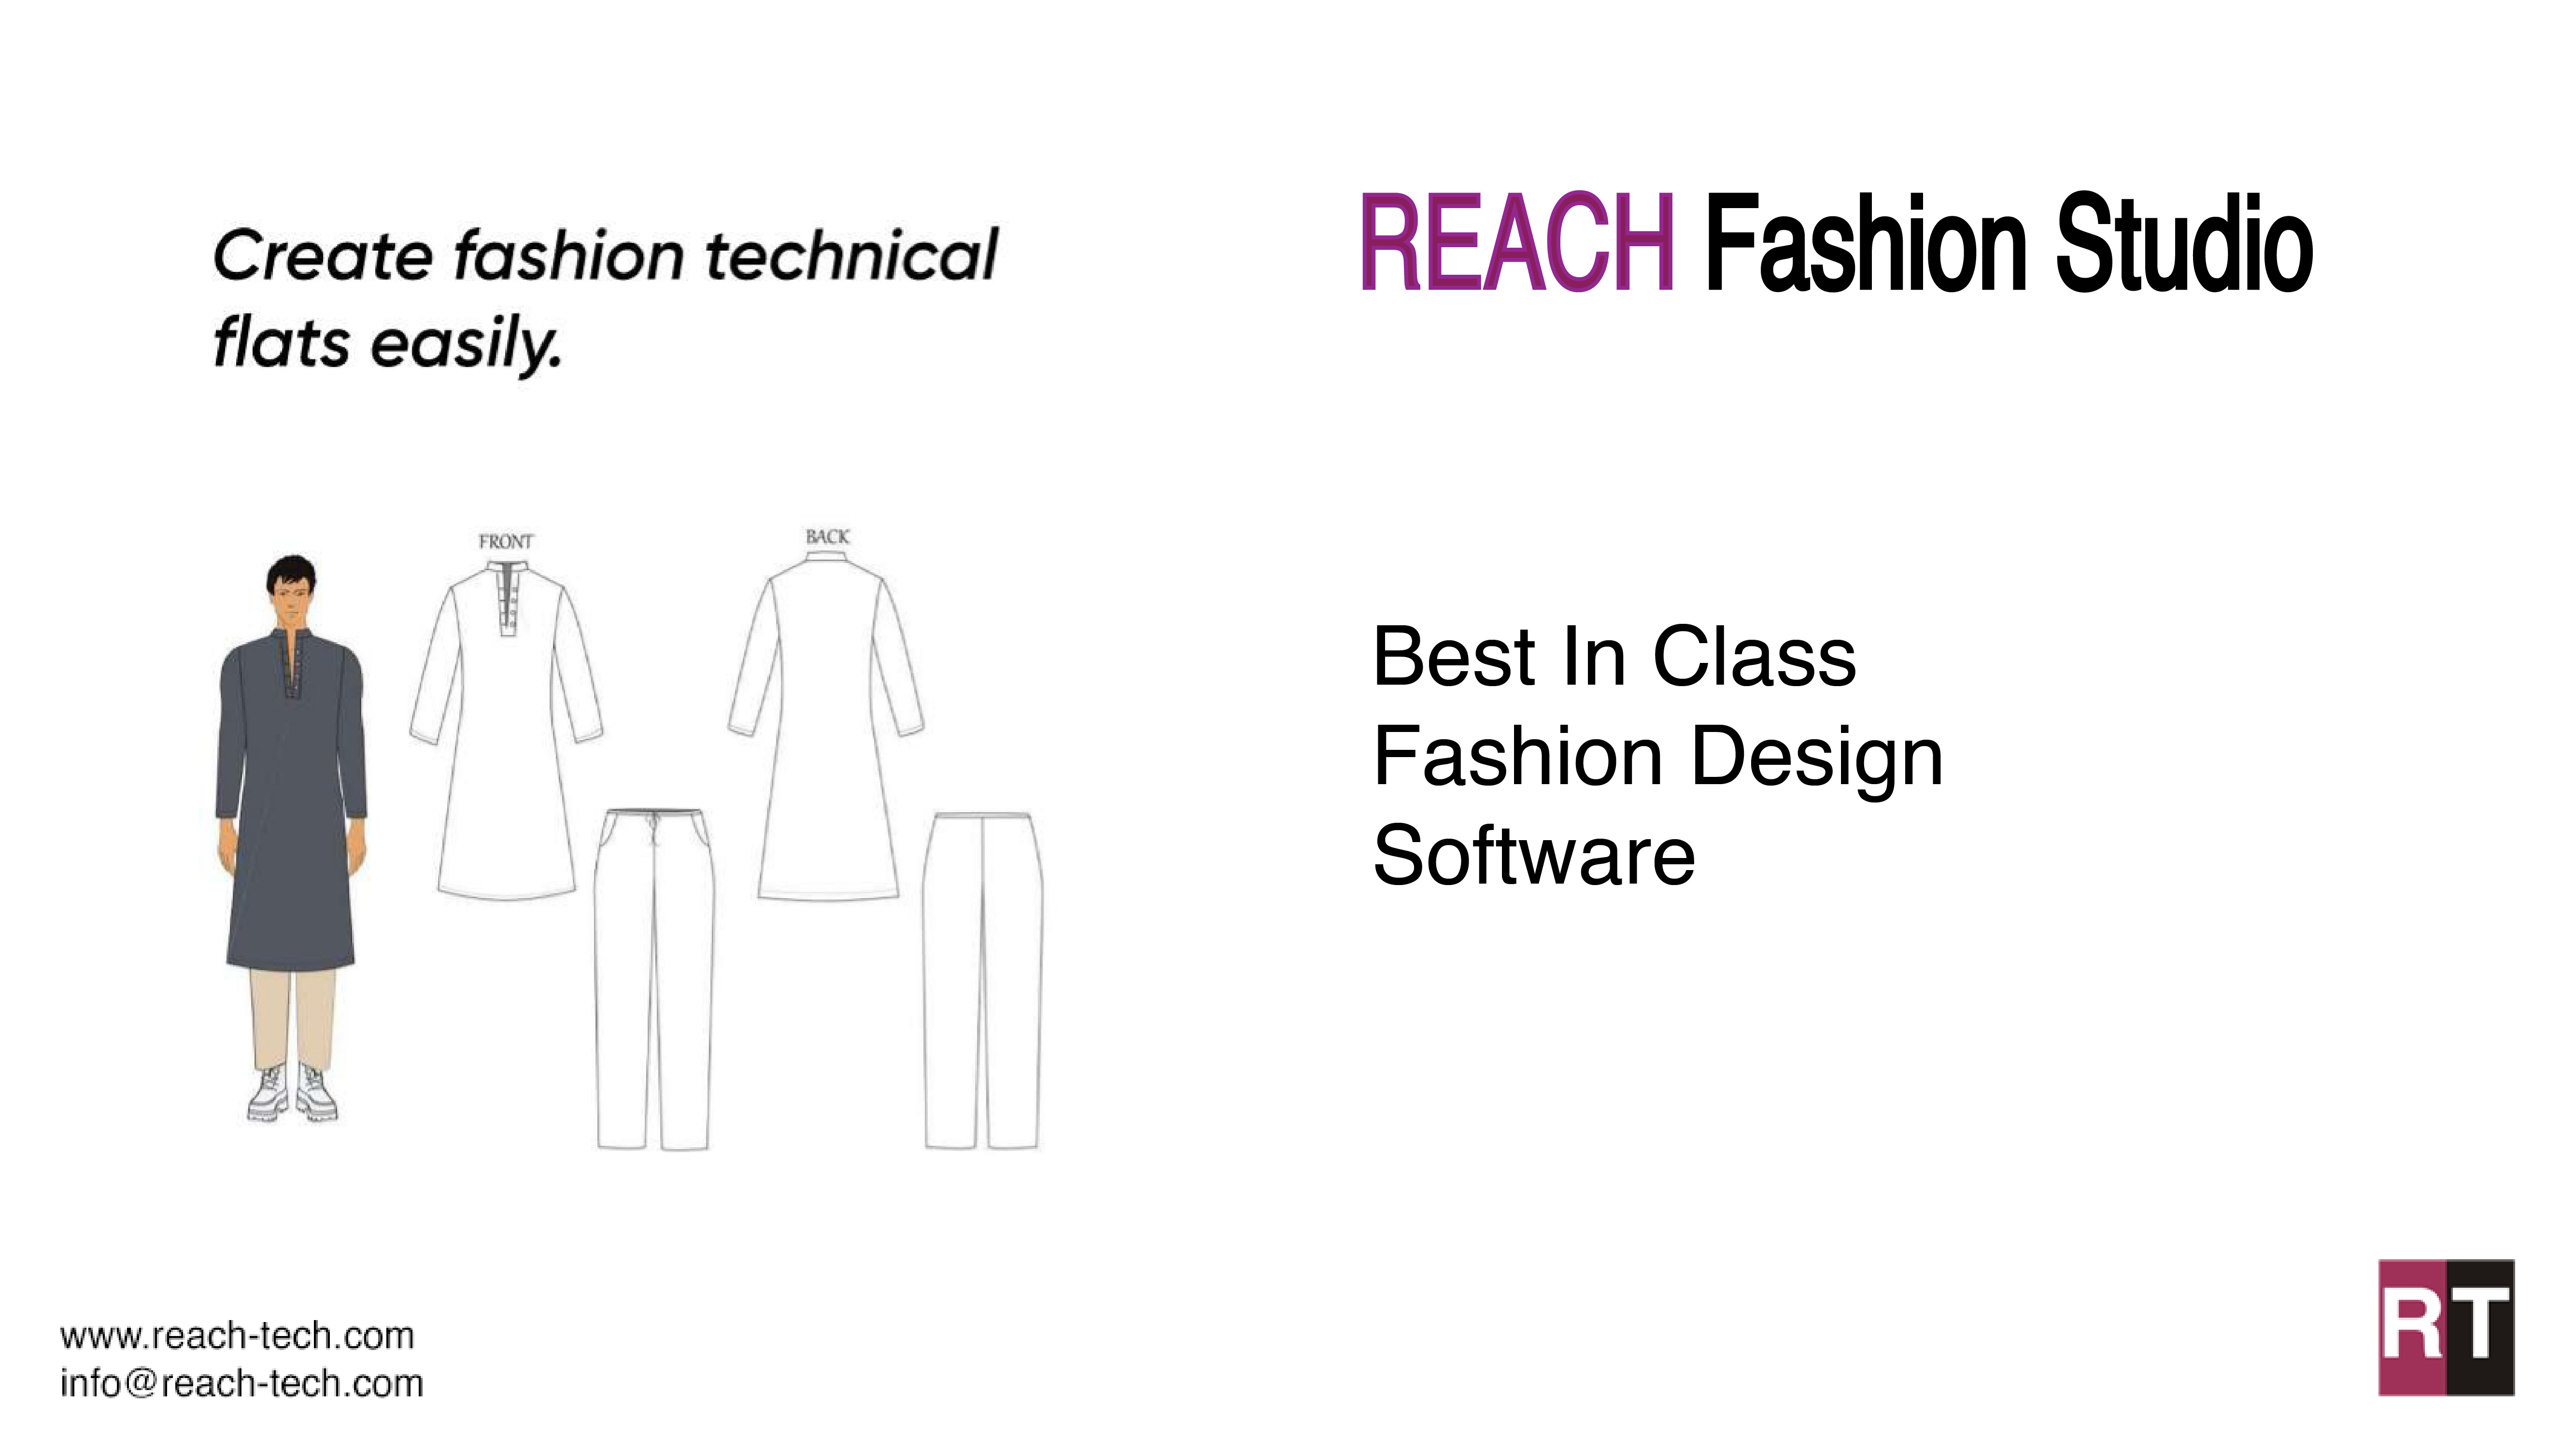 Create fashion technical
flats easily.
REACH Fashion Studio
FRONT
BACK
Best In Class
Fashion Design
Software
www.reach-tech.com
info@reach-tech.com
RT